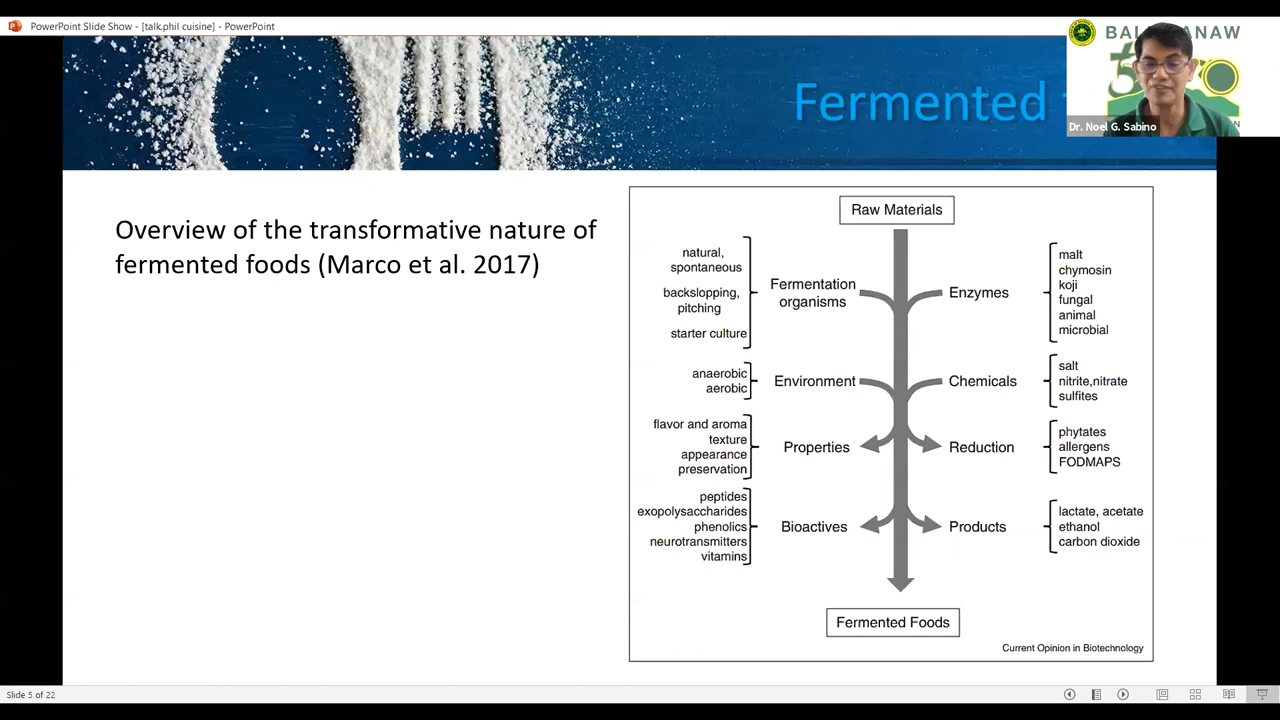 PowerPoint Slide Show - [talk.phil cuisine] - PowerPoint
Fermented
Dr. Noel G. Sabino
Overview of the transformative nature of
fermented foods (Marco et al. 2017)
Raw Materials
natural,
spontaneous
backslopping,
pitching
starter culture
Fermentation
organisms
Enzymes
malt
chymosin
koji
fungal
animal
microbial
anaerobic
aerobic
Environment
Chemicals
salt
nitrite,nitrate
sulfites
flavor and aroma
texture
appearance
preservation
Properties
Reduction
phytates
allergens
FODMAPS
peptides
exopolysaccharides
phenolics
neurotransmitters
vitamins
Bioactives
Products
lactate, acetate
ethanol
carbon dioxide
Fermented Foods
Current Opinion in Biotechnology
Slide 5 of 22